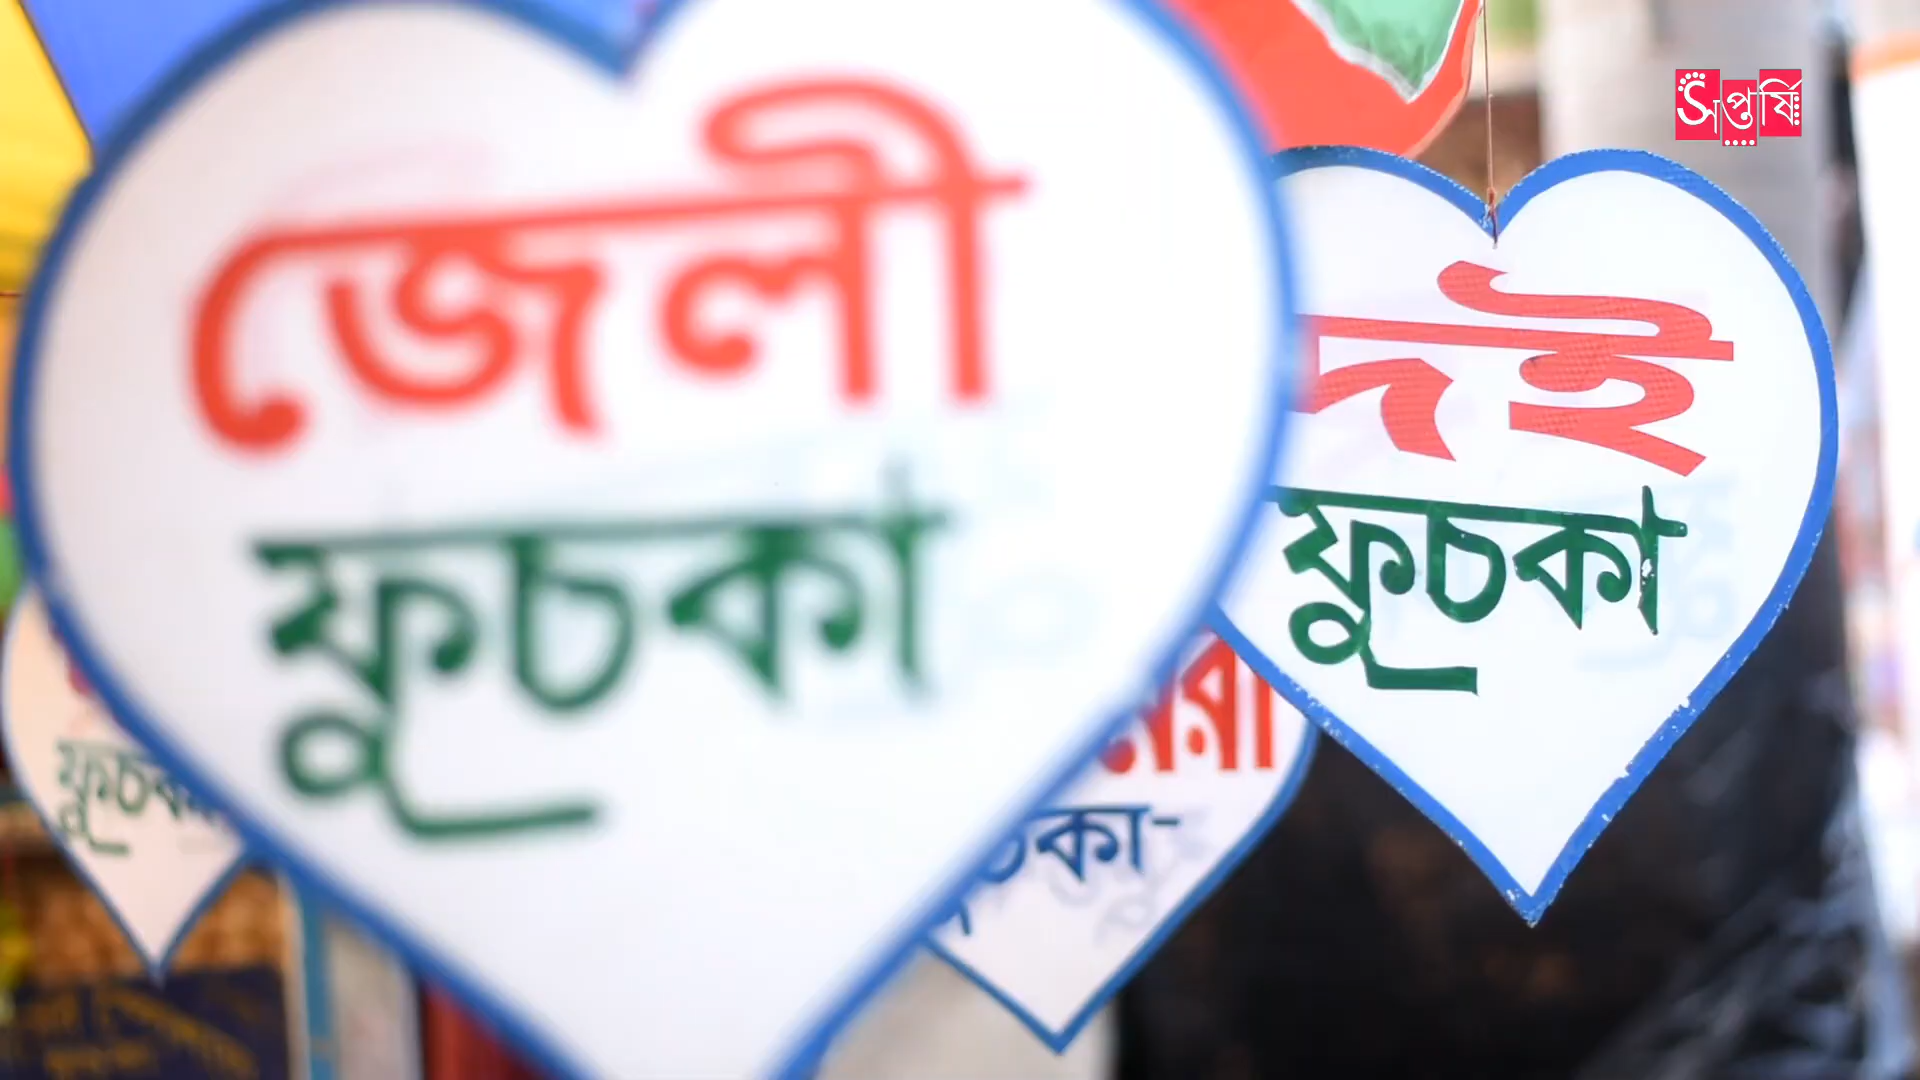 জেলী
ফুচকা
দই
ফুচকা
ফুচকা
সপ্তর্ষি